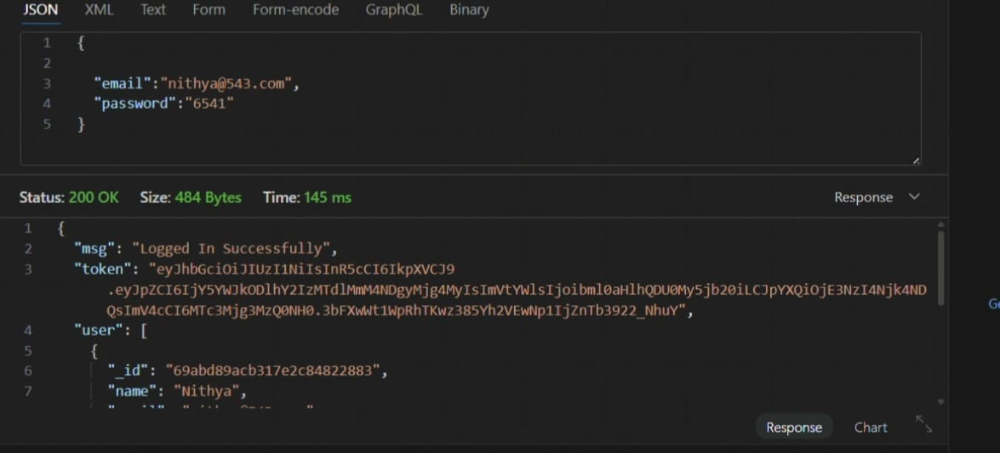 JSON XML Text Form Form-encode GraphQL Binary
1 {
2
3 "email":"nithya@543.com",
4 "password":"6541"
5 }
Status: 200 OK Size: 484 Bytes Time: 145 ms Response
1 {
2 "msg": "Logged In Successfully",
3 "token": "eyJhbGciOiJIUzI1NiIsInR5cCI6IkpXVCJ9
.eyJpZCI6IjY5YWJkODlhY2IzMTdlMmM4NDgyMjg4MyIsImVtYWlsIjoibml0aHlhQDU0My5jb20iLCJpYXQiOjE3NzI4Njk4ND
QsImV4cCI6MTc3Mjg3MzQ0NH0.3bFXwWt1WpRhTKwz385Yh2VEwNp1IjZnTb3922_NhuY",
4 "user": [
5 {
6 "_id": "69abd89acb317e2c84822883",
7 "name": "Nithya",
Response Chart